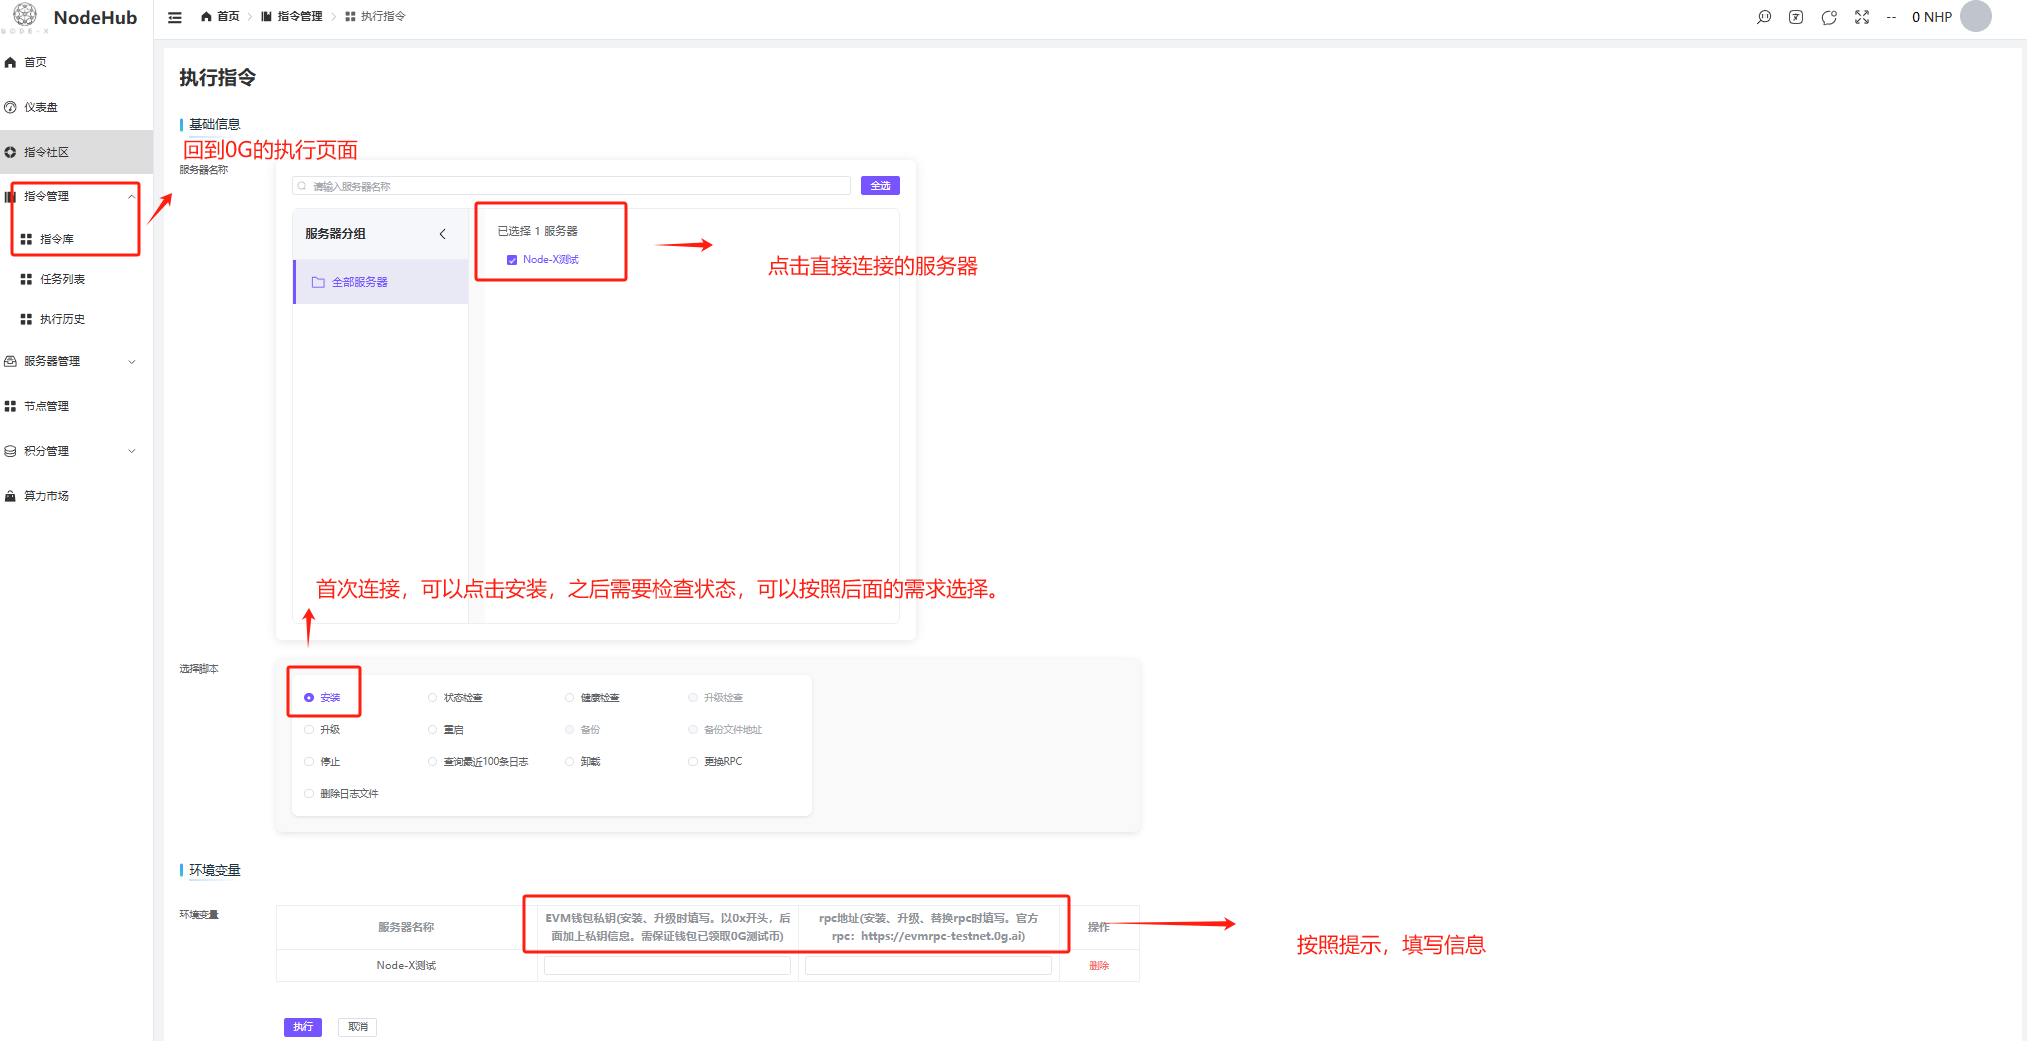 NodeHub
NODE-X
首页
指令管理
执行指令
--
0 NHP
首页
仪表盘
指令社区
指令管理
指令库
任务列表
执行历史
服务器管理
节点管理
积分管理
算力市场
执行指令
基础信息
回到0G的执行页面
服务器名称
请输入服务器名称
全选
服务器分组
全部服务器
已选择 1 服务器
Node-X测试
点击直接连接的服务器
首次连接，可以点击安装，之后需要检查状态，可以按照后面的需求选择。
选择脚本
安装
状态检查
健康检查
升级检查
升级
重启
备份
备份文件地址
停止
查询最近100条日志
卸载
更换RPC
删除日志文件
环境变量
环境变量
服务器名称
EVM钱包私钥(安装、升级时填写。以0x开头，后
面加上私钥信息。需保证钱包已领取0G测试币)
rpc地址(安装、升级、替换rpc时填写。官方
rpc：https://evmrpc-testnet.0g.ai)
操作
Node-X测试
删除
按照提示，填写信息
执行
取消